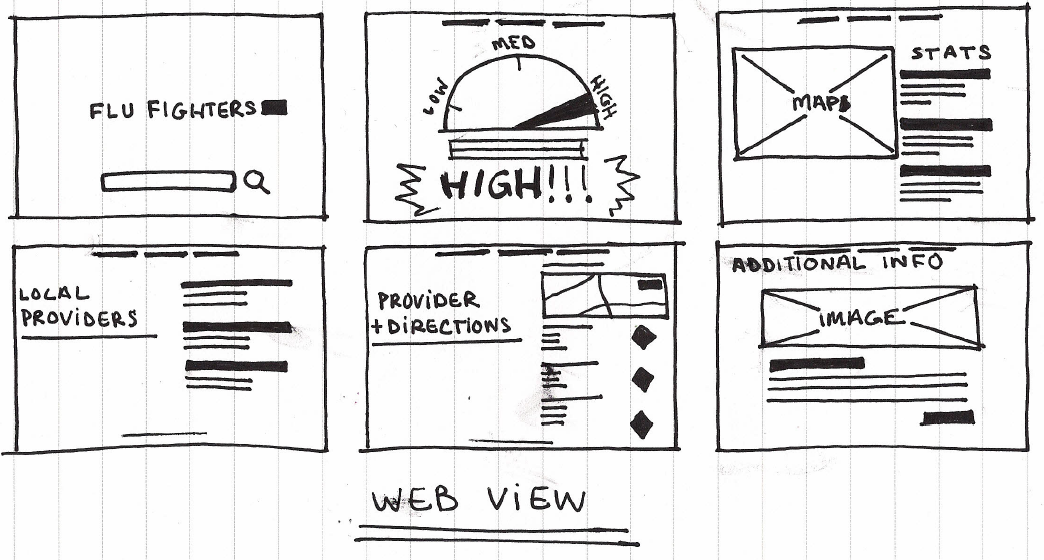 FLU FIGHTERS
LOW
MED
HIGH
HIGH!!!
MAPS
STATS
LOCAL
PROVIDERS
PROVIDER
+DIRECTIONS
ADDITIONAL INFO
IMAGE
WEB VIEW